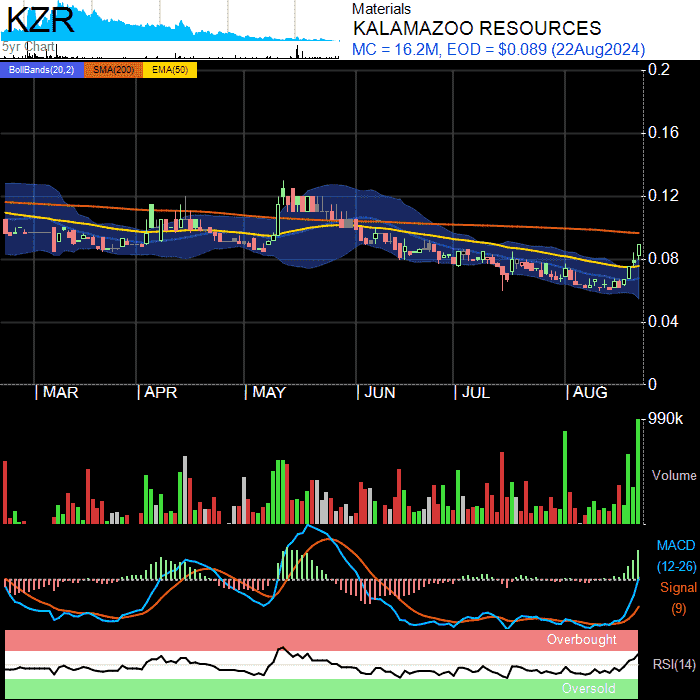 KZR
5yr Chart
Materials
KALAMAZOO RESOURCES
MC = 16.2M, EOD = $0.089 (22Aug2024)
BollBands(20,2) SMA(200) EMA(50)
0.2
0.16
0.12
0.08
0.04
0
| MAR | APR | MAY | JUN | JUL | AUG
990k
Volume
MACD
(12-26)
Signal
(9)
Overbought
RSI(14)
Oversold